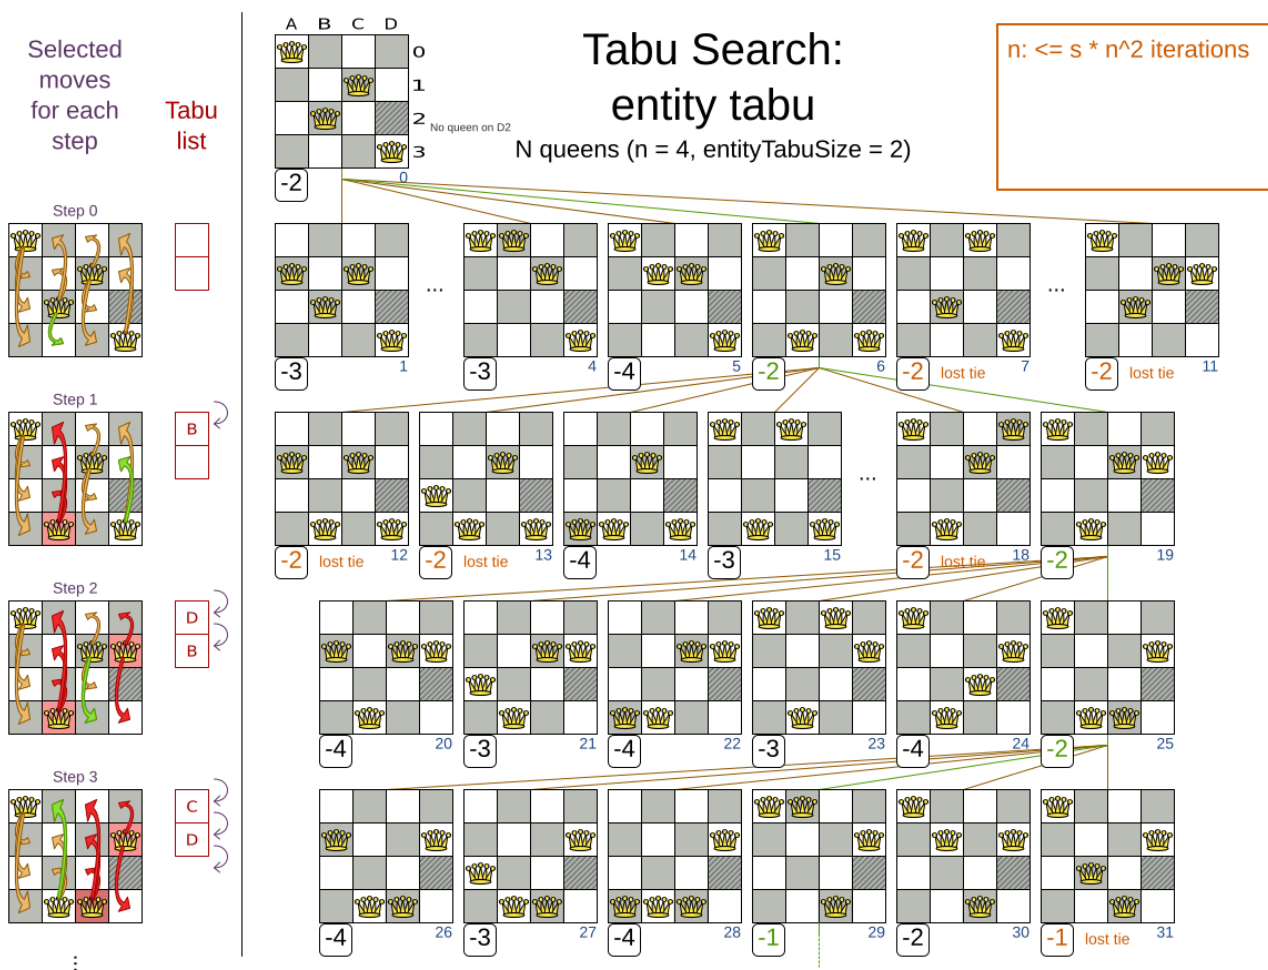 Selected
moves
for each
step
Tabu
list
A B C D
0
1
2
3
No queen on D2
-2
0
Tabu Search:
entity tabu
N queens (n = 4, entityTabuSize = 2)
n: <= s * n^2 iterations
Step 0
-3
1
...
-3
4
-4
5
-2
6
-2
lost tie
7
...
-2
lost tie
11
Step 1
B
-2
lost tie
12
-2
lost tie
13
-4
14
-3
15
...
-2
lost tie
18
-2
19
Step 2
D
B
-4
20
-3
21
-4
22
-3
23
-4
24
-2
25
Step 3
C
D
-4
26
-3
27
-4
28
-1
29
-2
30
-1
lost tie
31
...